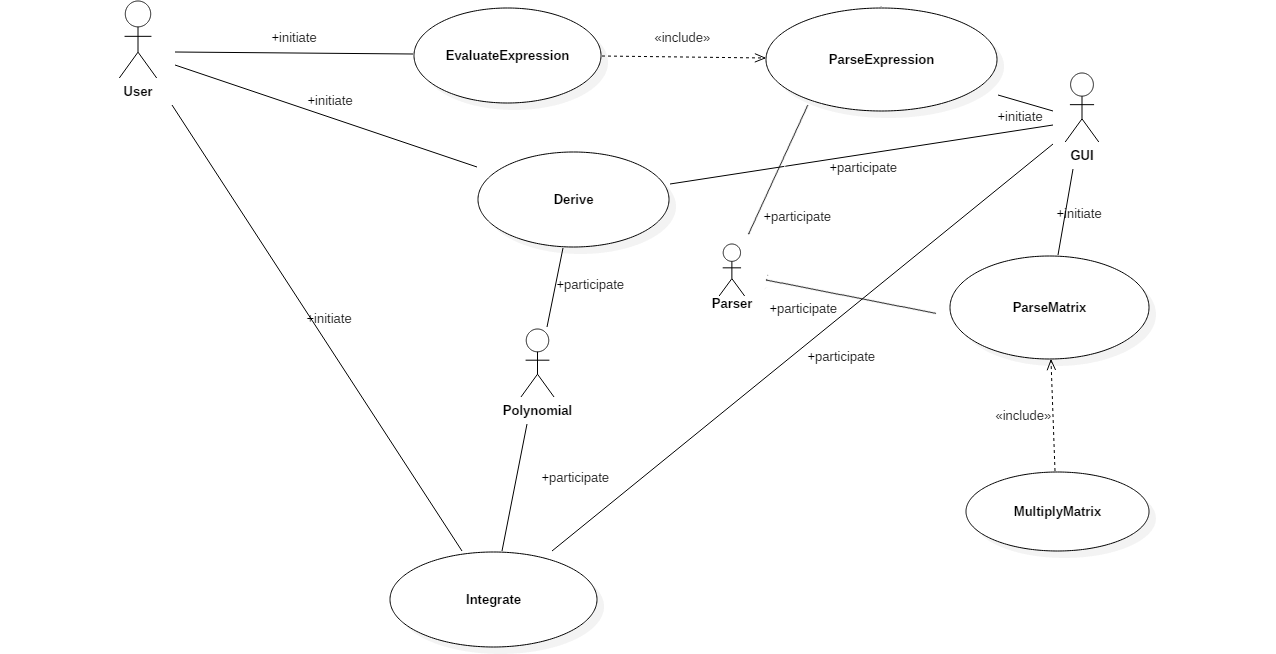 +initiate
«include»
EvaluateExpression
ParseExpression
User
+initiate
+initiate
GUI
+participate
Derive
+participate
+initiate
+participate
Parser
+participate
ParseMatrix
+initiate
+participate
Polynomial
«include»
+participate
MultiplyMatrix
Integrate